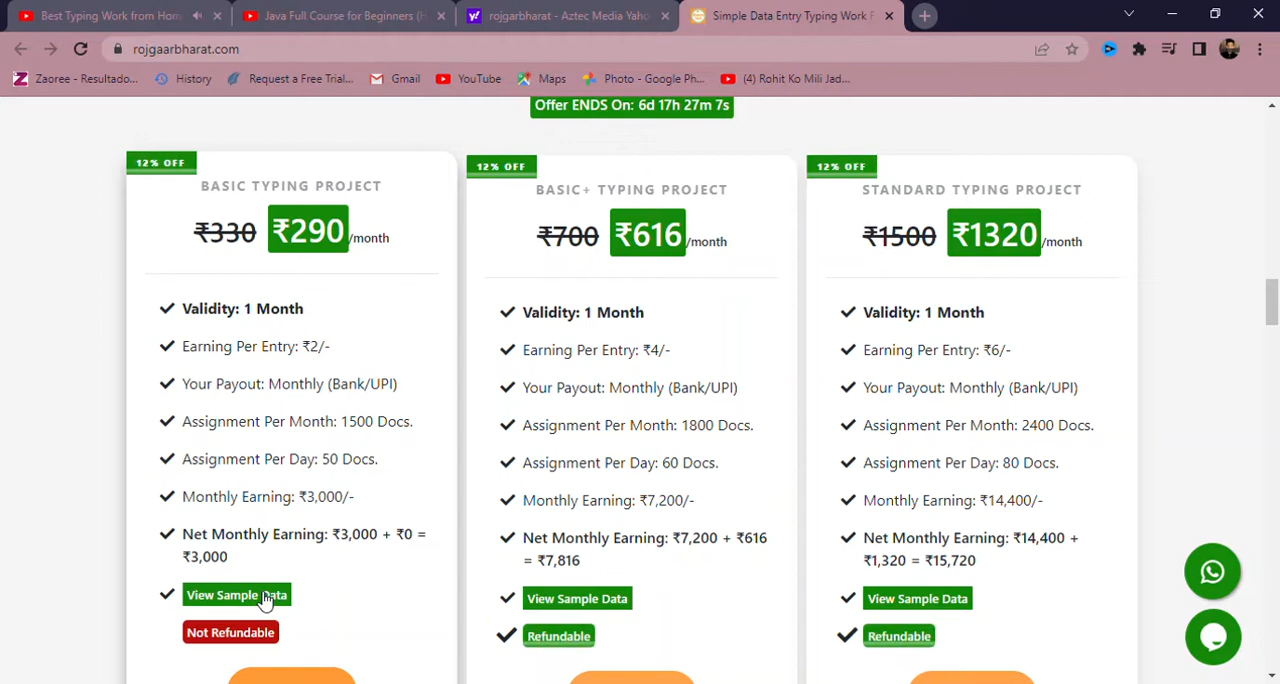 Best Typing Work from Hom
Java Full Course for Beginners (H
rojgarbharat - Aztec Media Yaho
Simple Data Entry Typing Work F
rojgaarbharat.com
Zaoree - Resultado...
History
Request a Free Trial...
Gmail
YouTube
Maps
Photo - Google Ph...
(4) Rohit Ko Mili Jad...
Offer ENDS On: 6d 17h 27m 7s
12% OFF
BASIC TYPING PROJECT
₹330 ₹290/month
Validity: 1 Month
Earning Per Entry: ₹2/-
Your Payout: Monthly (Bank/UPI)
Assignment Per Month: 1500 Docs.
Assignment Per Day: 50 Docs.
Monthly Earning: ₹3,000/-
Net Monthly Earning: ₹3,000 + ₹0 =
₹3,000
View Sample Data
Not Refundable
12% OFF
BASIC+ TYPING PROJECT
₹700 ₹616/month
Validity: 1 Month
Earning Per Entry: ₹4/-
Your Payout: Monthly (Bank/UPI)
Assignment Per Month: 1800 Docs.
Assignment Per Day: 60 Docs.
Monthly Earning: ₹7,200/-
Net Monthly Earning: ₹7,200 + ₹616
= ₹7,816
View Sample Data
Refundable
12% OFF
STANDARD TYPING PROJECT
₹1500 ₹1320/month
Validity: 1 Month
Earning Per Entry: ₹6/-
Your Payout: Monthly (Bank/UPI)
Assignment Per Month: 2400 Docs.
Assignment Per Day: 80 Docs.
Monthly Earning: ₹14,400/-
Net Monthly Earning: ₹14,400 +
₹1,320 = ₹15,720
View Sample Data
Refundable